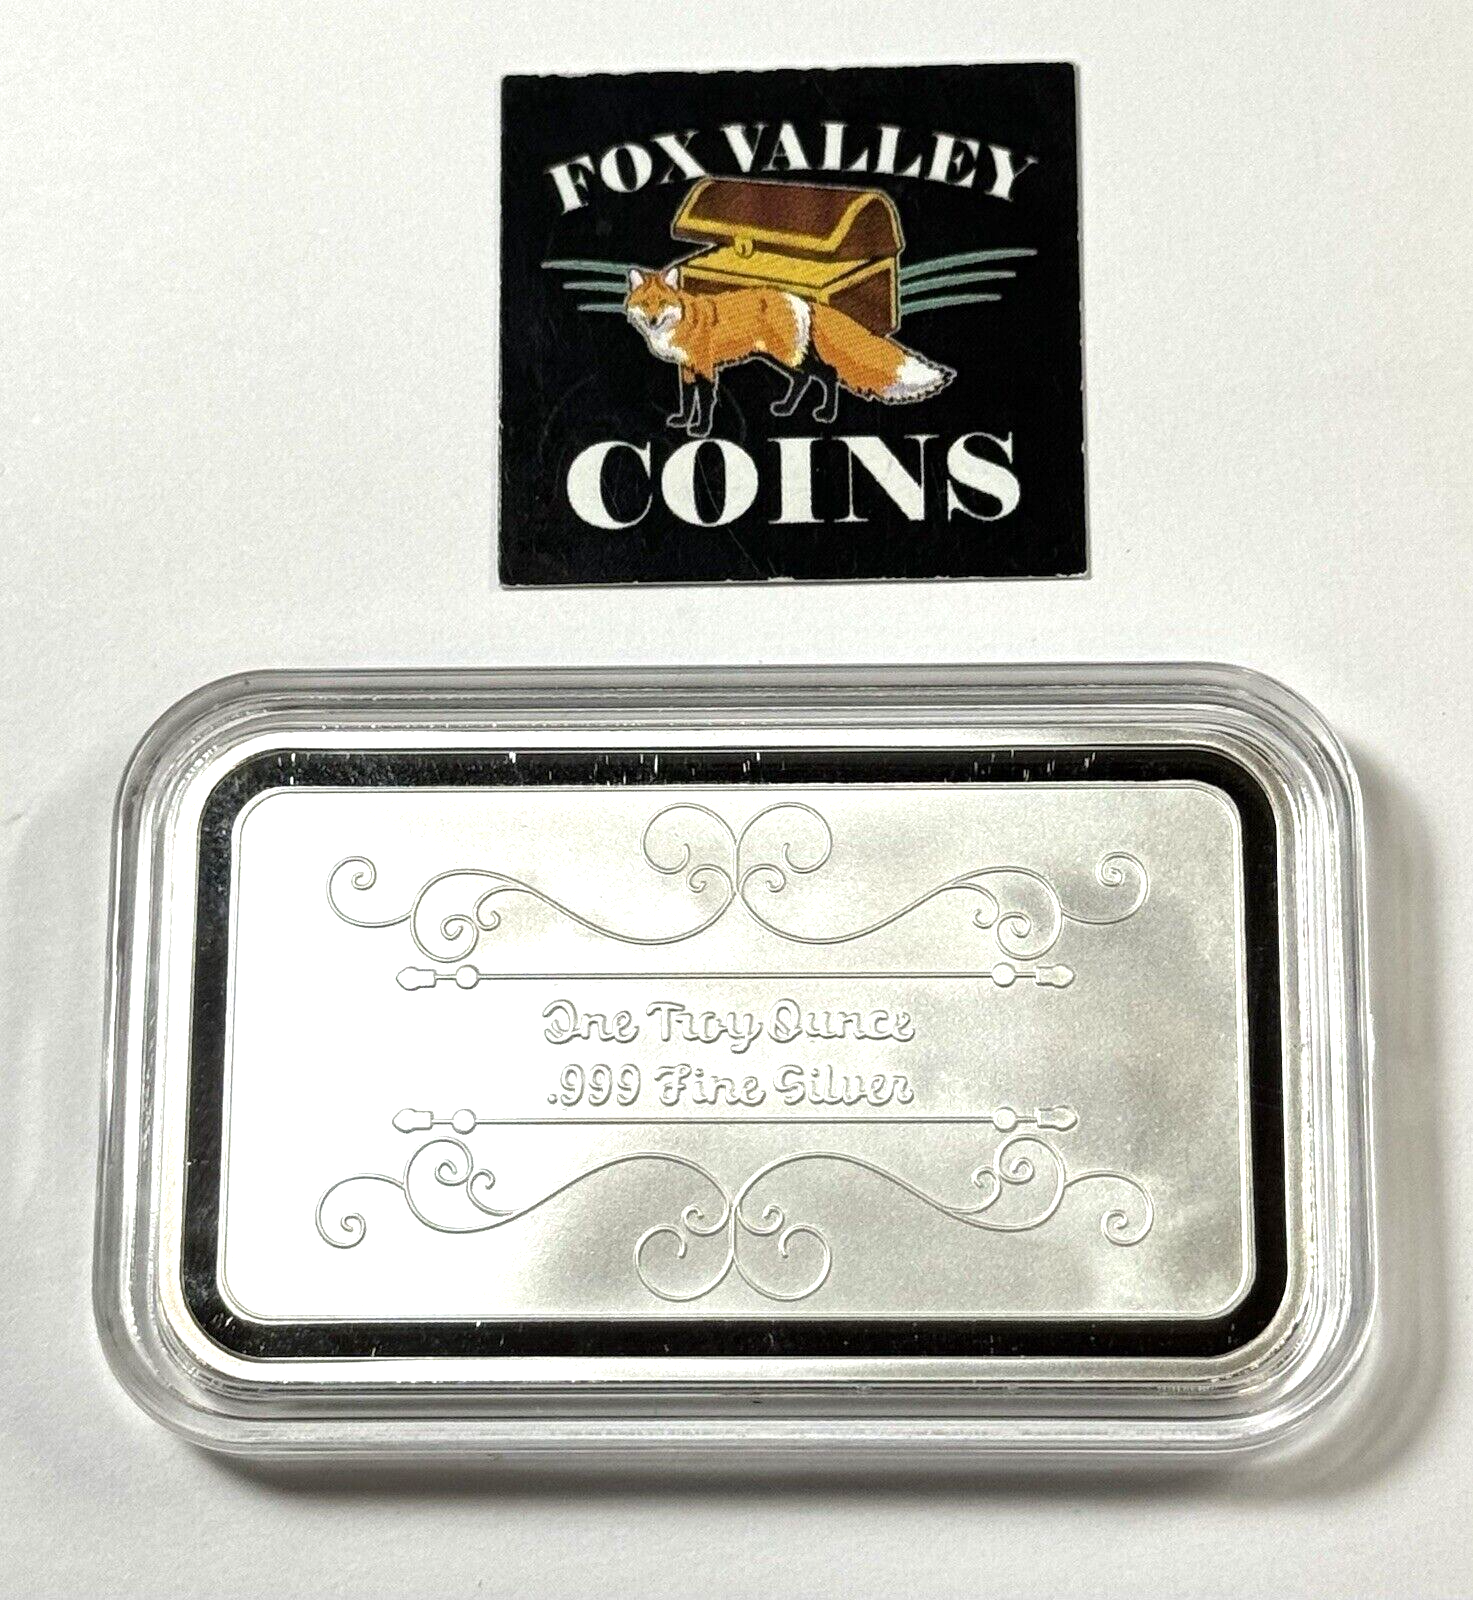 FOX VALLEY
COINS
One Troy Ounce
.999 Fine Silver